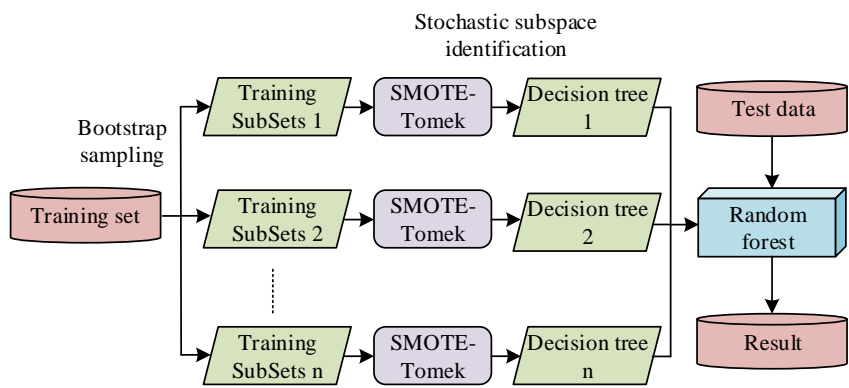 Stochastic subspace
identification
Bootstrap
sampling
Training set
Training
SubSets 1
SMOTE-
Tomek
Decision tree
1
Training
SubSets 2
SMOTE-
Tomek
Decision tree
2
Training
SubSets n
SMOTE-
Tomek
Decision tree
n
Test data
Random
forest
Result